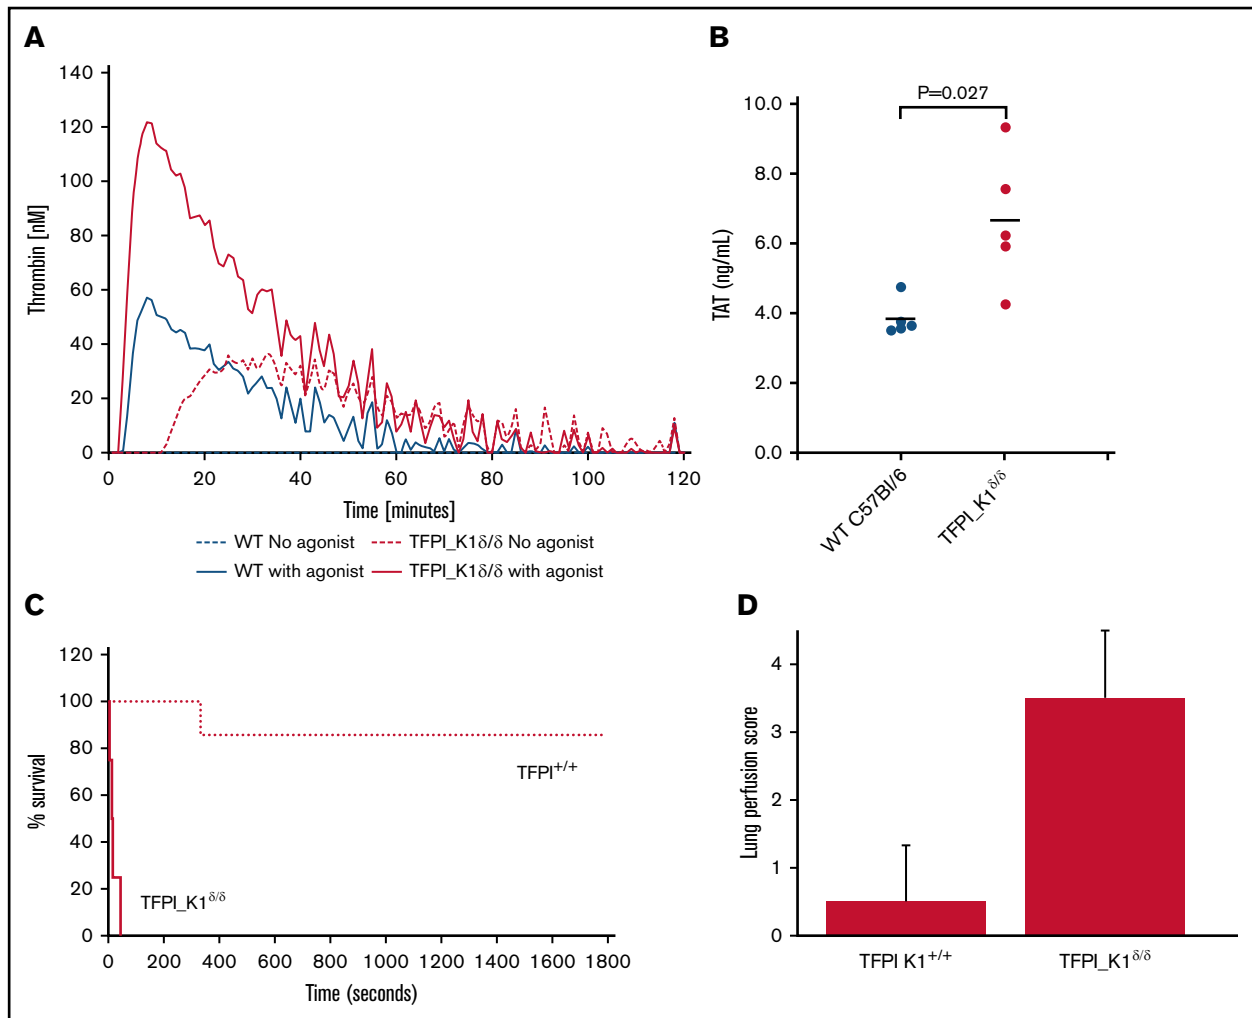 A
140
120
100
80
60
40
20
0
Thrombin [nM]
0 20 40 60 80 100 120
Time [minutes]
WT No agonist TFPI_K1δ/δ No agonist
WT with agonist TFPI_K1δ/δ with agonist
B
P=0.027
10.0
8.0
6.0
4.0
2.0
0.0
TAT (ng/mL)
WT C57Bl/6
TFPI_K1δ/δ
C
120
100
80
60
40
20
0
% survival
TFPI+/+
TFPI_K1δ/δ
0 200 400 600 800 1000 1200 1400 1600 1800
Time (seconds)
D
4
3
2
1
0
Lung perfusion score
TFPI K1+/+
TFPI_K1δ/δ